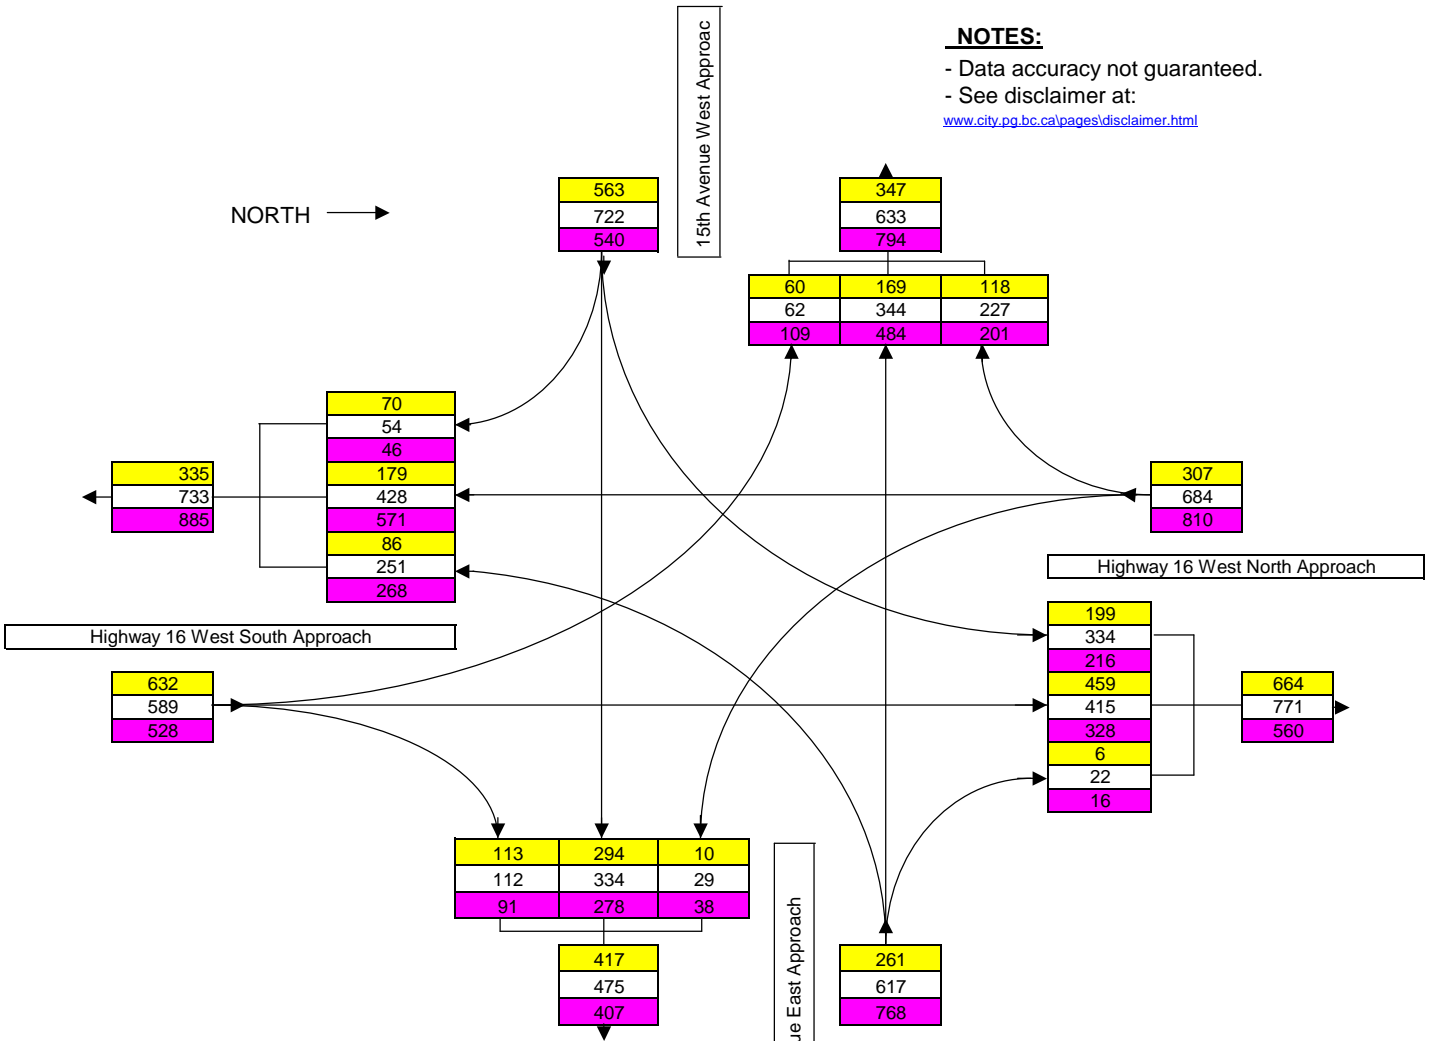 15th Avenue West Approac
NOTES:
- Data accuracy not guaranteed.
- See disclaimer at:
www.city.pg.bc.ca\pages\disclaimer.html
NORTH
563
722
540
347
633
794
60 169 118
62 344 227
109 484 201
70
54
46
179
428
571
86
251
268
335
733
885
307
684
810
Highway 16 West North Approach
Highway 16 West South Approach
199
334
216
459
415
328
6
22
16
664
771
560
632
589
528
113 294 10
112 334 29
91 278 38
417
475
407
ue East Approach
261
617
768